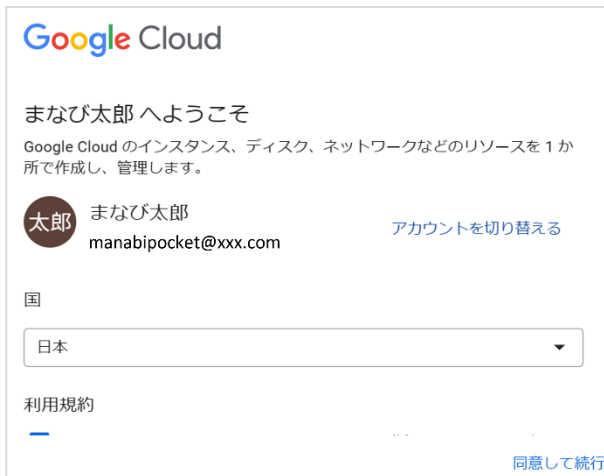 Google Cloud
まなび太郎 へようこそ
Google Cloud のインスタンス、ディスク、ネットワークなどのリソースを 1 か
所で作成し、管理します。
太郎
まなび太郎
manabipocket@xxx.com
アカウントを切り替える
国
日本
利用規約
同意して続行